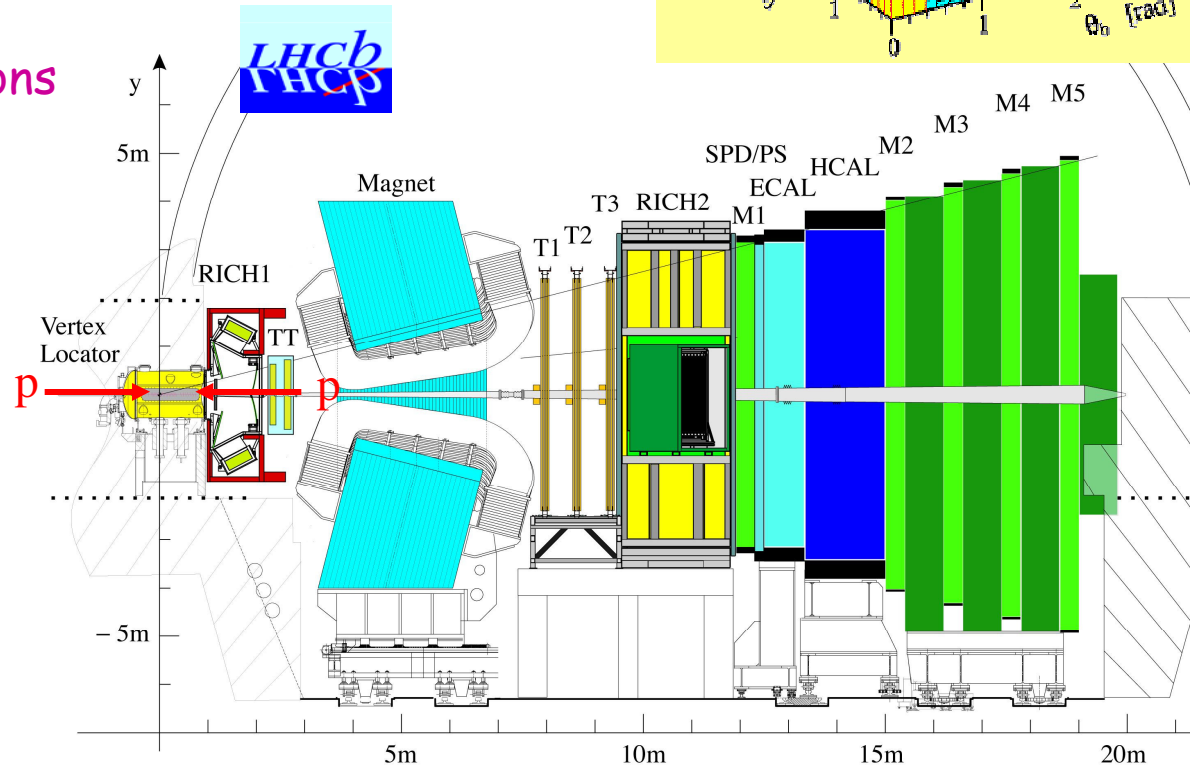 y
1
1
2
0
θ
[rad]
ons
LHCb
LHCb
y
5m
Magnet
SPD/PS
ECAL
HCAL
M1
M2
M3
M4
M5
T1
T2
T3
RICH2
RICH1
TT
Vertex
Locator
p
p
– 5m
5m
10m
15m
20m